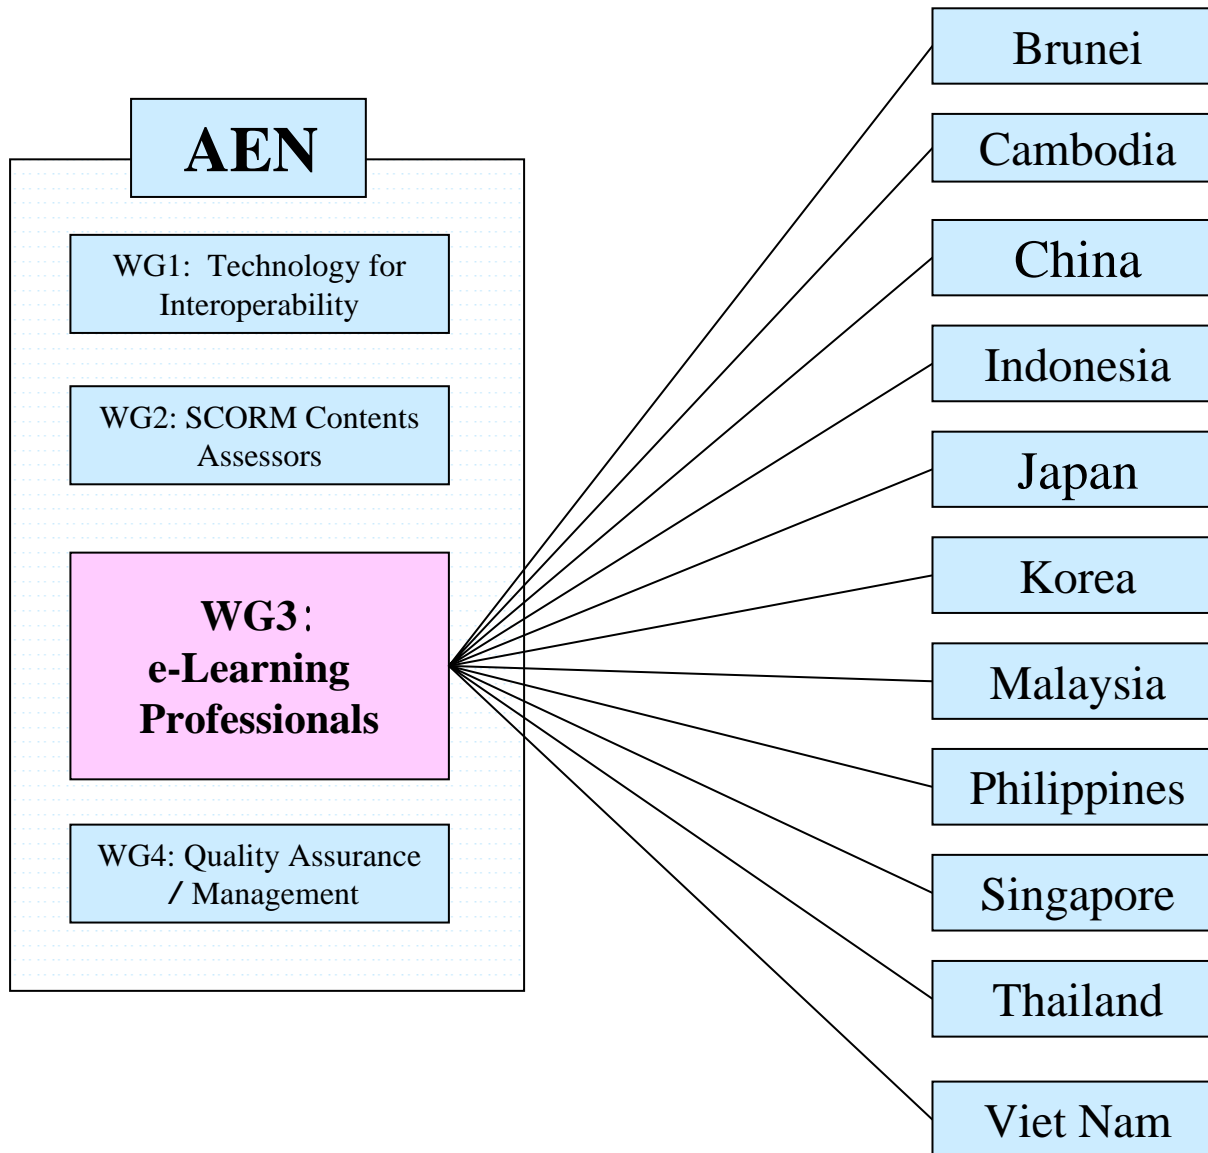 AEN
WG1: Technology for
Interoperability
WG2: SCORM Contents
Assessors
WG3:
e-Learning
Professionals
WG4: Quality Assurance
/ Management
Brunei
Cambodia
China
Indonesia
Japan
Korea
Malaysia
Philippines
Singapore
Thailand
Viet Nam